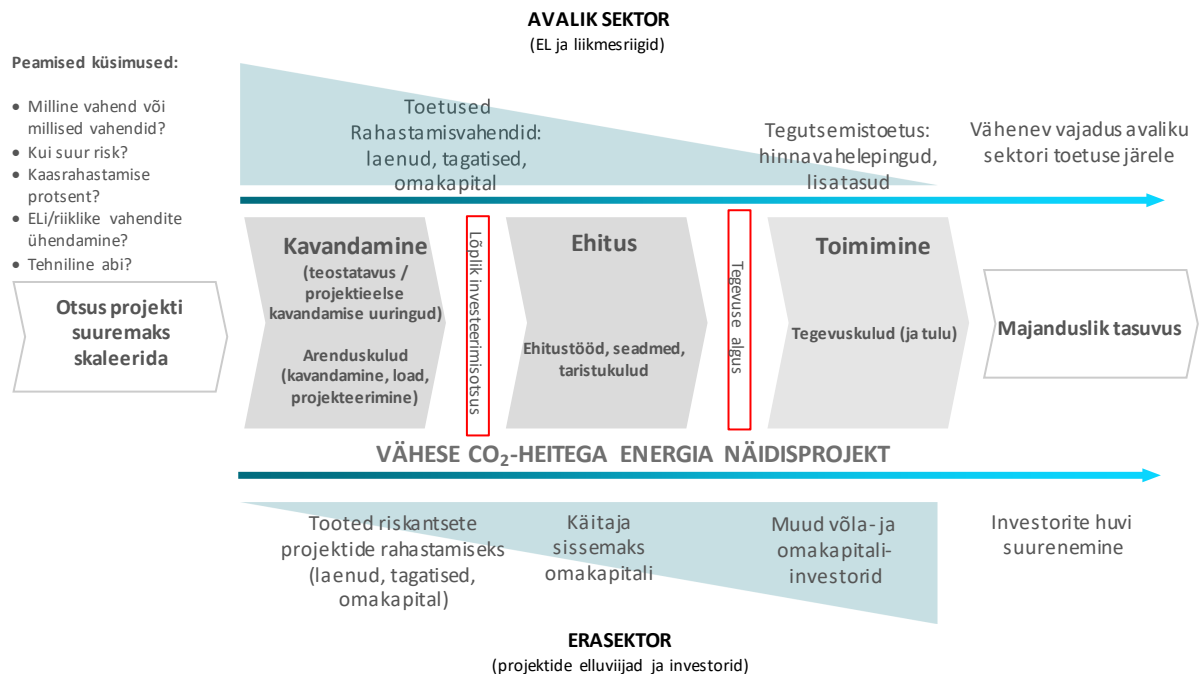 AVALIK SEKTOR
(EL ja liikmesriigid)
Peamised küsimused:
• Milline vahend või
millised vahendid?
• Kui suur risk?
• Kaasrahastamise
protsent?
• ELi/riiklike vahendite
ühendamine?
• Tehniline abi?
Toetused
Rahastamisvahendid:
laenud, tagatised,
omakapital
Tegutsemistoetus:
hinnavahelepingud,
lisatasud
Vähenev vajadus avaliku
sektori toetuse järele
Otsus projekti
suuremaks
skaleerida
Kavandamine
(teostatavus /
projektieelse
kavandamise uuringud)
Arenduskulud
(kavandamine, load,
projekteerimine)
Lõplik investeerimisotsus
Ehitus
Ehitustööd, seadmed,
taristukulud
Tegevuse algus
Toimimine
Tegevuskulud (ja tulu)
Majanduslik tasuvus
VÄHESE CO₂-HEITEGA ENERGIA NÄIDISPROJEKT
Tooted riskantsete
projektide rahastamiseks
(laenud, tagatised,
omakapital)
Käitaja
sissemaks
omakapitali
Muud võla- ja
omakapitali-
investorid
Investorite huvi
suurenemine
ERASEKTOR
(projektide elluviijad ja investorid)